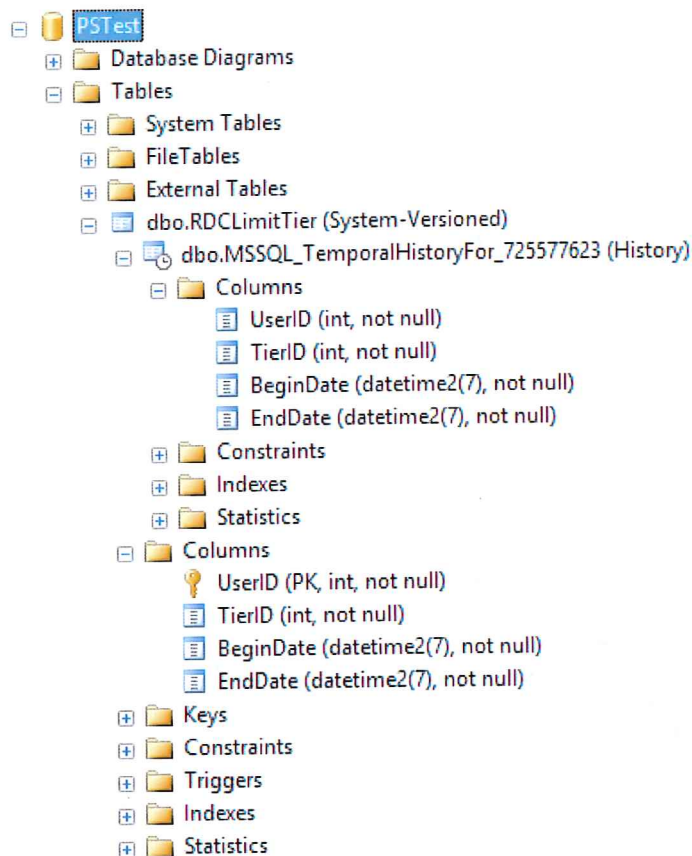 PSTest
Database Diagrams
Tables
System Tables
FileTables
External Tables
dbo.RDCLimitTier (System-Versioned)
dbo.MSSQL_TemporalHistoryFor_725577623 (History)
Columns
UserID (int, not null)
TierID (int, not null)
BeginDate (datetime2(7), not null)
EndDate (datetime2(7), not null)
Constraints
Indexes
Statistics
Columns
UserID (PK, int, not null)
TierID (int, not null)
BeginDate (datetime2(7), not null)
EndDate (datetime2(7), not null)
Keys
Constraints
Triggers
Indexes
Statistics